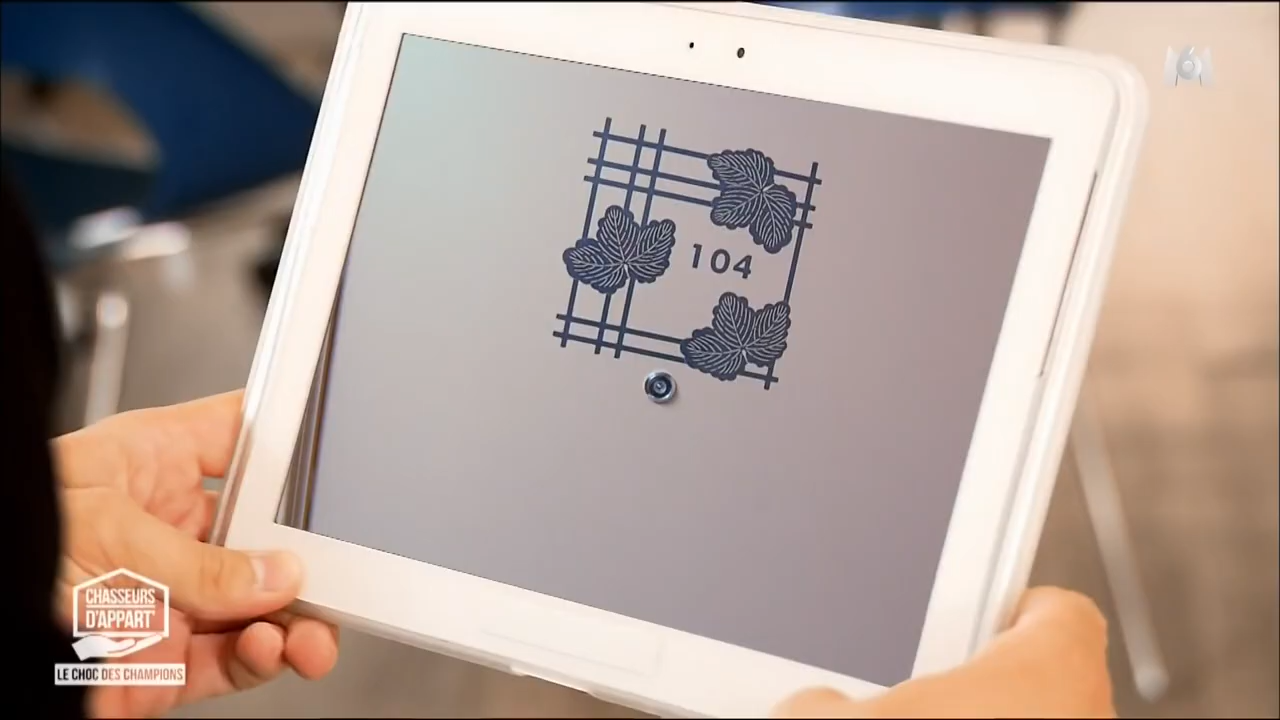 M6
104
CHASSEURS
D'APPART'
LE CHOC DES CHAMPIONS